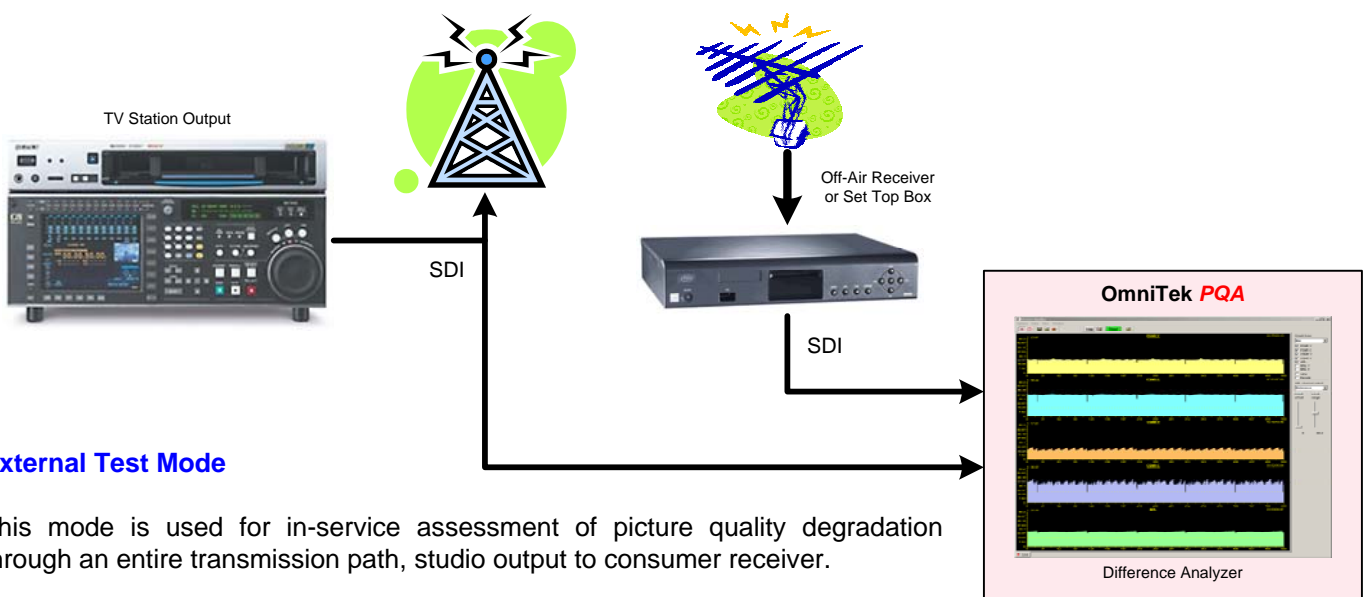 TV Station Output
Off-Air Receiver
or Set Top Box
SDI
SDI
OmniTek PQA
Difference Analyzer
xternal Test Mode
his mode is used for in-service assessment of picture quality degradation
hrough an entire transmission path, studio output to consumer receiver.